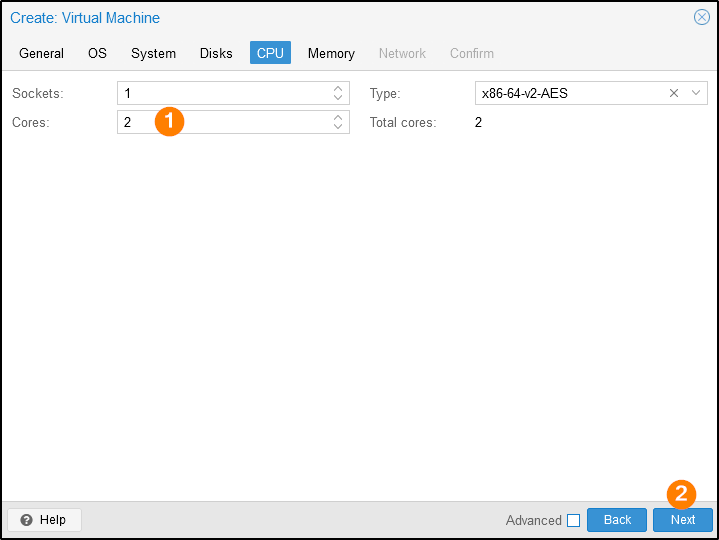 Create: Virtual Machine
General OS System Disks CPU Memory Network Confirm
Sockets: 1 Type: x86-64-v2-AES
Cores: 2 1 Total cores: 2
2
Help Advanced Back Next